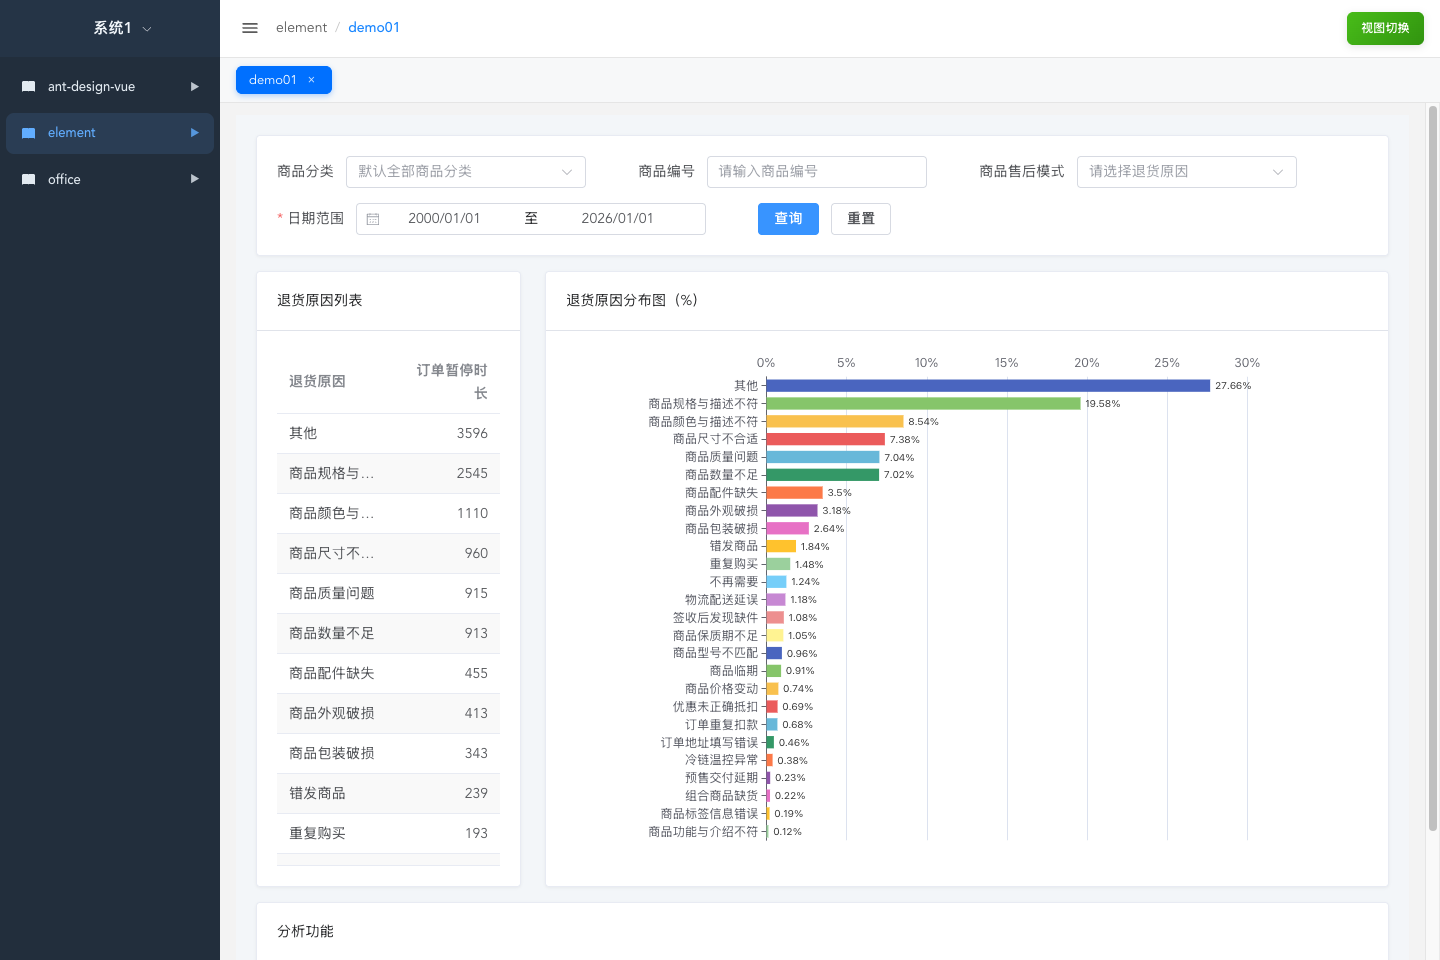 系统1
ant-design-vue
element
office
element / demo01
视图切换
demo01 ×
商品分类 默认全部商品分类 商品编号 请输入商品编号 商品售后模式 请选择退货原因
* 日期范围 2000/01/01 至 2026/01/01 查询 重置
退货原因列表
退货原因 订单暂停时长
其他 3596
商品规格与... 2545
商品颜色与... 1110
商品尺寸不... 960
商品质量问题 915
商品数量不足 913
商品配件缺失 455
商品外观破损 413
商品包装破损 343
错发商品 239
重复购买 193
退货原因分布图（%）
0% 5% 10% 15% 20% 25% 30%
其他 27.66%
商品规格与描述不符 19.58%
商品颜色与描述不符 8.54%
商品尺寸不合适 7.38%
商品质量问题 7.04%
商品数量不足 7.02%
商品配件缺失 3.5%
商品外观破损 3.18%
商品包装破损 2.64%
错发商品 1.84%
重复购买 1.48%
不再需要 1.24%
物流配送延误 1.18%
签收后发现缺件 1.08%
商品保质期不足 1.05%
商品型号不匹配 0.96%
商品临期 0.91%
商品价格变动 0.74%
优惠未正确抵扣 0.69%
订单重复扣款 0.68%
订单地址填写错误 0.46%
冷链温控异常 0.38%
预售交付延期 0.23%
组合商品缺货 0.22%
商品标签信息错误 0.19%
商品功能与介绍不符 0.12%
分析功能